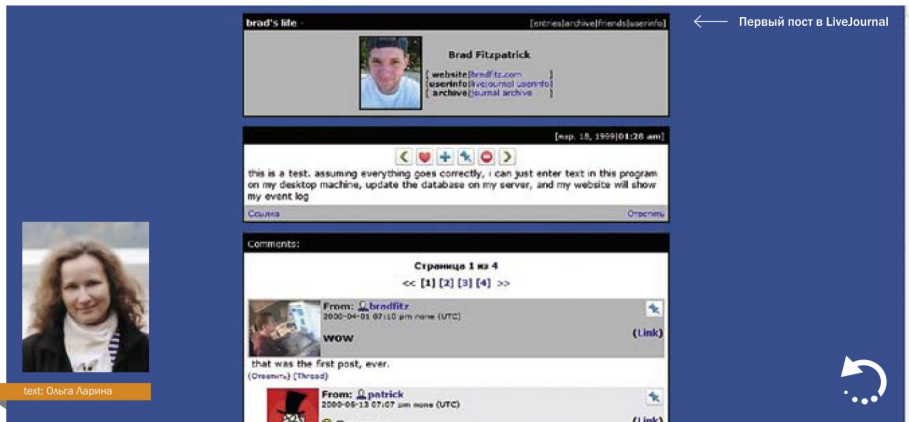 brad's life -
[entries|archive|friends|userinfo]
Первый пост в LiveJournal
Brad Fitzpatrick
[ website|bradfitz.com ]
[userinfo|livejournal userinfo]
[ archive|journal archive ]
[мар. 18, 1999|01:28 am]
this is a test. assuming everything goes correctly, i can just enter text in this program
on my desktop machine, update the database on my server, and my website will show
my event log
Ссылка
Ответить
Comments:
Страница 1 из 4
<< [1] [2] [3] [4] >>
From: bradfitz
2000-04-01 07:10 pm none (UTC)
wow
(Link)
that was the first post, ever.
(Ответить) (Thread)
From: patrick
2000-06-13 07:07 pm none (UTC)
(Link)
text: Ольга Ларина